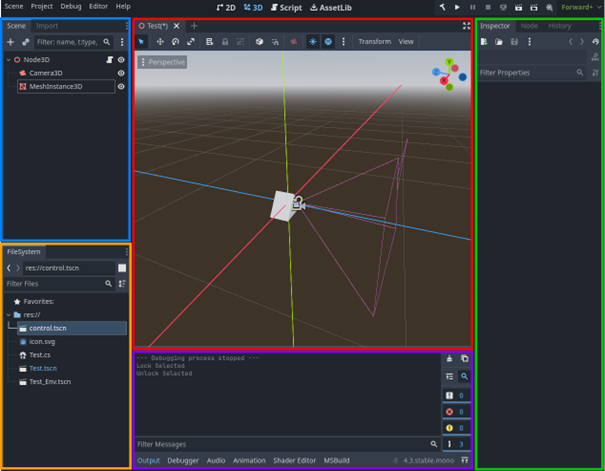 Scene Project Debug Editor Help
2D 3D Script AssetLib
Forward+
Scene Import
Filter: name, t:type,
Node3D
Camera3D
MeshInstance3D
Test(*)
Transform View
Perspective
Y
Z
X
Inspector Node History
Filter Properties
FileSystem
res://control.tscn
Filter Files
Favorites:
res://
control.tscn
icon.svg
Test.cs
Test.tscn
Test_Env.tscn
--- Debugging process stopped ---
Lock Selected
Unlock Selected
0
0
0
3
Filter Messages
Output Debugger Audio Animation Shader Editor MSBuild 4.3.stable.mono